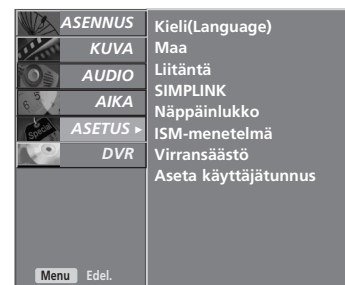 ASENNUS
KUVA
AUDIO
AIKA
ASETUS ►
DVR
Kieli(Language)
Maa
Liitäntä
SIMPLINK
Näppäinlukko
ISM-menetelmä
Virransäästö
Aseta käyttäjätunnus
Menu Edel.